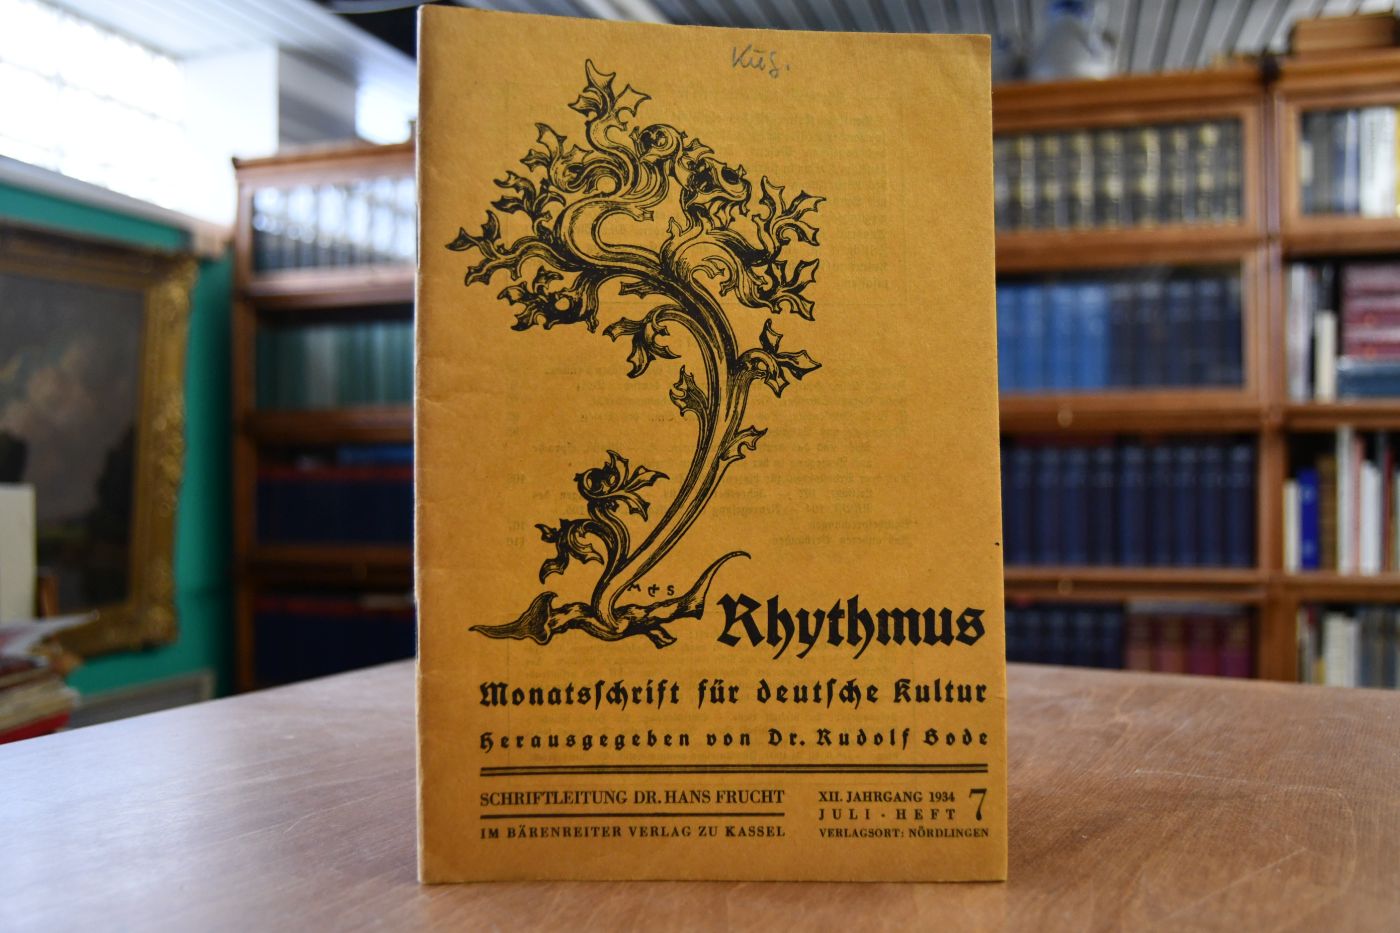 M & S
Rhythmus
Monatsschrift für deutsche Kultur
Herausgegeben von Dr. Rudolf Bode
SCHRIFTLEITUNG DR. HANS FRUCHT
IM BÄRENREITER VERLAG ZU KASSEL
XII. JAHRGANG 1934
JULI · HEFT 7
VERLAGSORT: NÖRDLINGEN